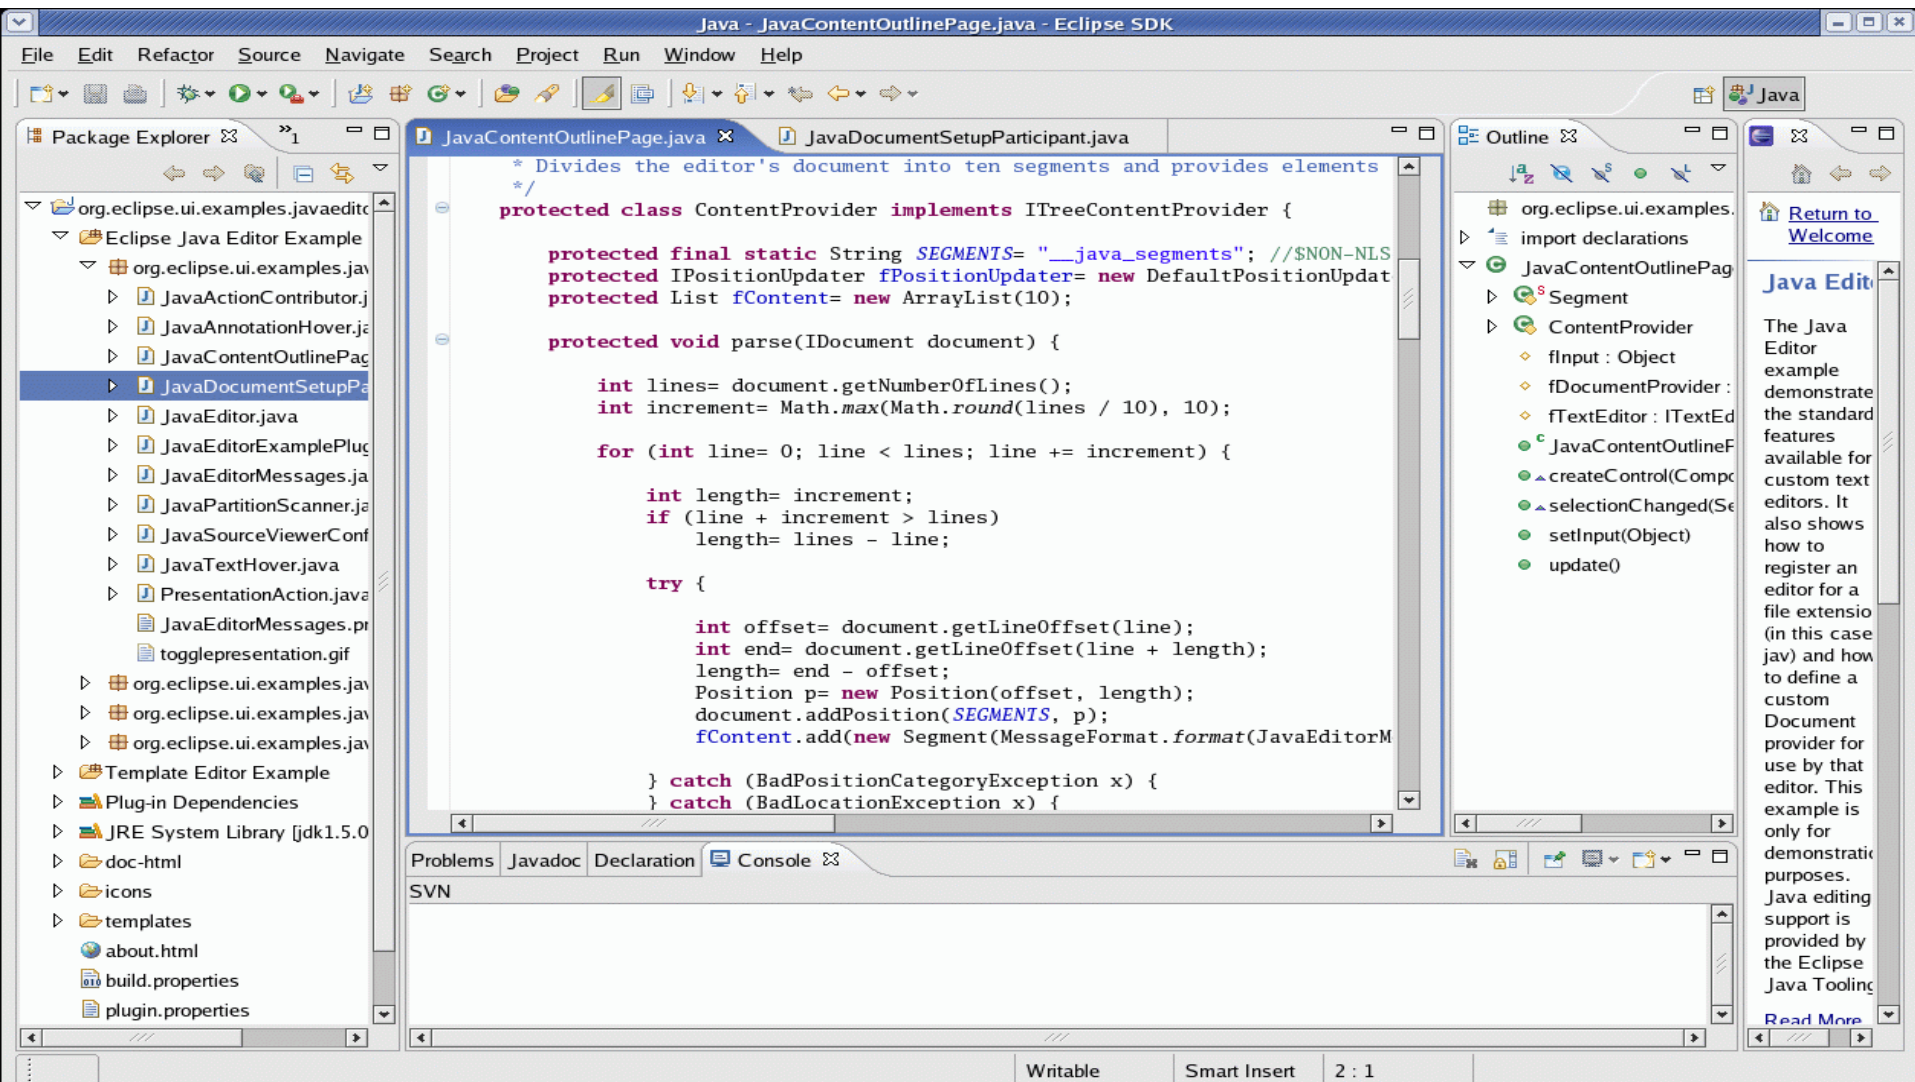 Java - JavaContentOutlinePage.java - Eclipse SDK
File Edit Refactor Source Navigate Search Project Run Window Help
Java
Package Explorer
»1
org.eclipse.ui.examples.javaedito
Eclipse Java Editor Example
org.eclipse.ui.examples.jav
JavaActionContributor.j
JavaAnnotationHover.ja
JavaContentOutlinePag
JavaDocumentSetupPa
JavaEditor.java
JavaEditorExamplePlug
JavaEditorMessages.ja
JavaPartitionScanner.ja
JavaSourceViewerConf
JavaTextHover.java
PresentationAction.java
JavaEditorMessages.pr
togglepresentation.gif
org.eclipse.ui.examples.jav
org.eclipse.ui.examples.jav
org.eclipse.ui.examples.jav
Template Editor Example
Plug-in Dependencies
JRE System Library [jdk1.5.0
doc-html
icons
templates
about.html
build.properties
plugin.properties
JavaContentOutlinePage.java JavaDocumentSetupParticipant.java
* Divides the editor's document into ten segments and provides elements
*/
protected class ContentProvider implements ITreeContentProvider {
protected final static String SEGMENTS= "__java_segments"; //$NON-NLS
protected IPositionUpdater fPositionUpdater= new DefaultPositionUpdat
protected List fContent= new ArrayList(10);
protected void parse(IDocument document) {
int lines= document.getNumberOfLines();
int increment= Math.max(Math.round(lines / 10), 10);
for (int line= 0; line < lines; line += increment) {
int length= increment;
if (line + increment > lines)
length= lines - line;
try {
int offset= document.getLineOffset(line);
int end= document.getLineOffset(line + length);
length= end - offset;
Position p= new Position(offset, length);
document.addPosition(SEGMENTS, p);
fContent.add(new Segment(MessageFormat.format(JavaEditorM
} catch (BadPositionCategoryException x) {
} catch (BadLocationException x) {
Problems Javadoc Declaration Console
SVN
Outline
org.eclipse.ui.examples.
import declarations
JavaContentOutlinePag
Segment
ContentProvider
fInput : Object
fDocumentProvider :
fTextEditor : ITextEd
JavaContentOutlineP
createControl(Compo
selectionChanged(Se
setInput(Object)
update()
Return to
Welcome
Java Edit
The Java
Editor
example
demonstrate
the standard
features
available for
custom text
editors. It
also shows
how to
register an
editor for a
file extensio
(in this case
jav) and how
to define a
custom
Document
provider for
use by that
editor. This
example is
only for
demonstratio
purposes.
Java editing
support is
provided by
the Eclipse
Java Tooling
Read More
Writable Smart Insert 2 : 1